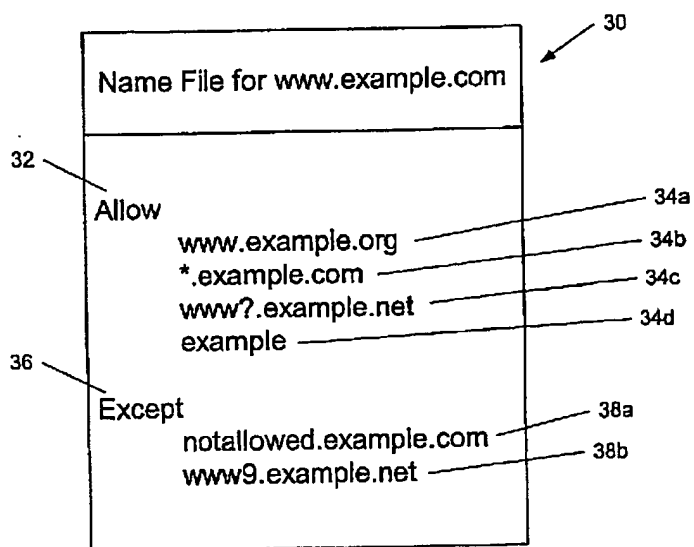 30
Name File for www.example.com
32
Allow
www.example.org 34a
*.example.com 34b
www?.example.net 34c
example 34d
36
Except
notallowed.example.com 38a
www9.example.net 38b